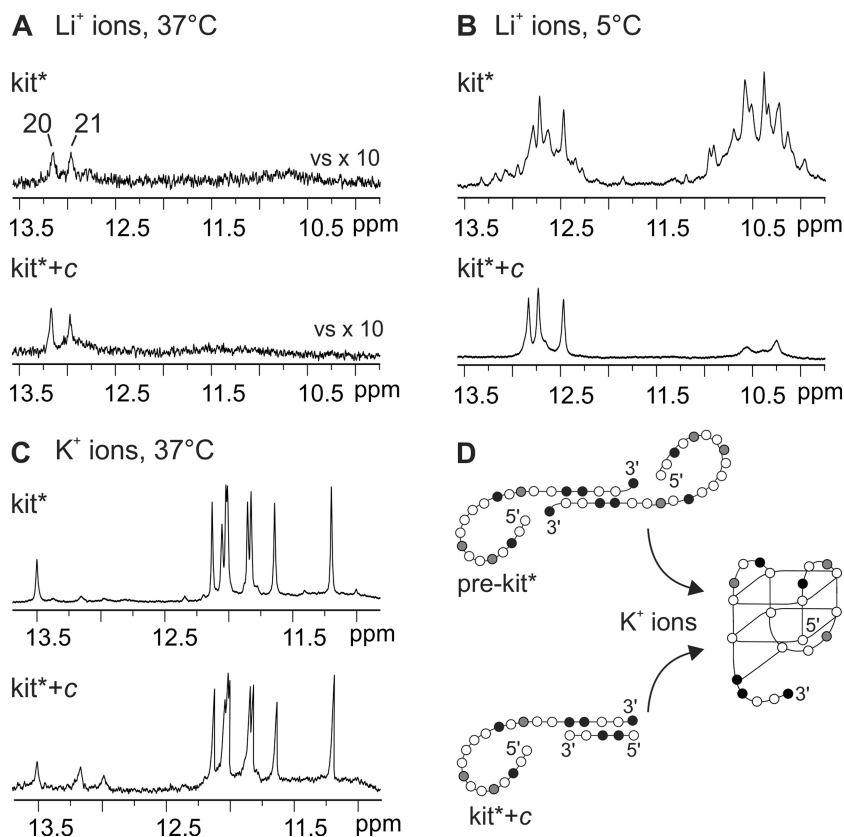 A Li⁺ ions, 37°C
kit*
20 21
vs x 10
13.5 12.5 11.5 10.5 ppm
kit*+c
vs x 10
13.5 12.5 11.5 10.5 ppm
B Li⁺ ions, 5°C
kit*
13.5 12.5 11.5 10.5 ppm
kit*+c
13.5 12.5 11.5 10.5 ppm
C K⁺ ions, 37°C
kit*
13.5 12.5 11.5 ppm
kit*+c
13.5 12.5 11.5 ppm
D
3' 5'
5' 3'
pre-kit*
K⁺ ions
5'
3'
3'
5' 3' 5'
kit*+c